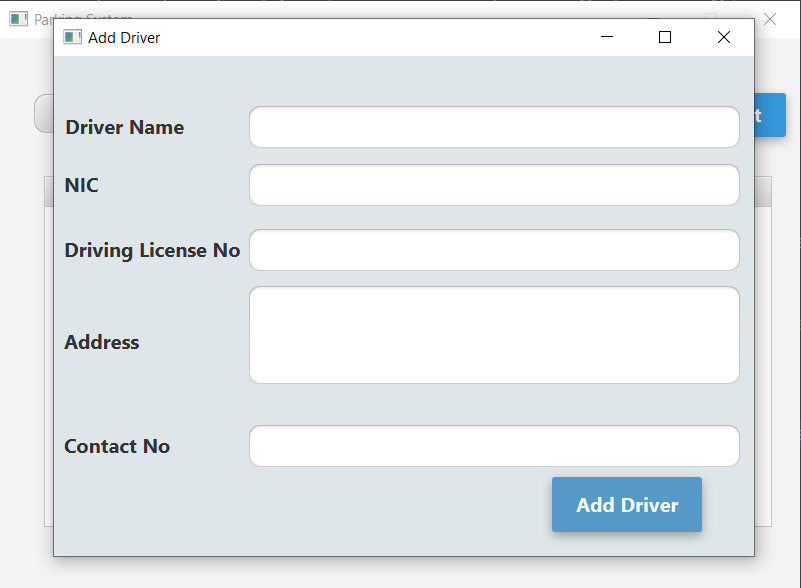 Parking System
Add Driver
Driver Name
NIC
Driving License No
Address
Contact No
Add Driver